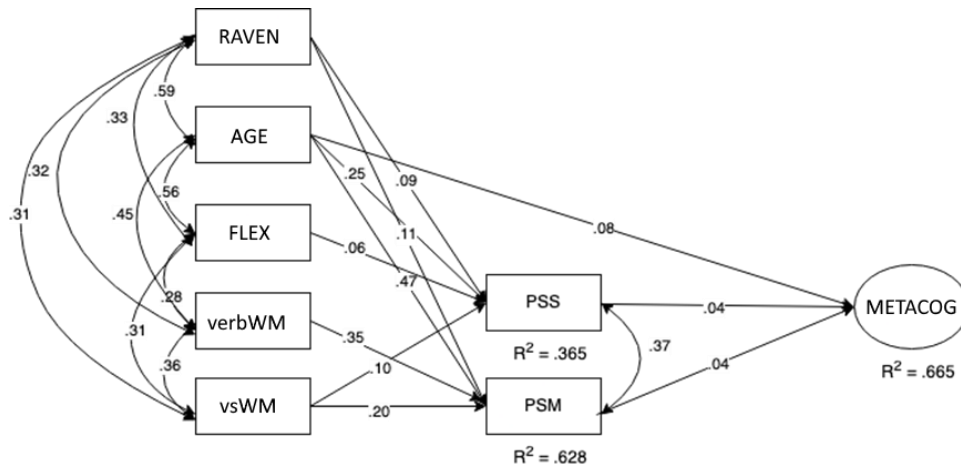 RAVEN
.59
.33
AGE
.32
.25
.09
.56
.45
.31
FLEX
.08
.11
.06
.47
.28
PSS
.04
METACOG
verbWM
.31
.35
.37
R² = .365
.36
.10
.04
R² = .665
vsWM
.20
PSM
R² = .628